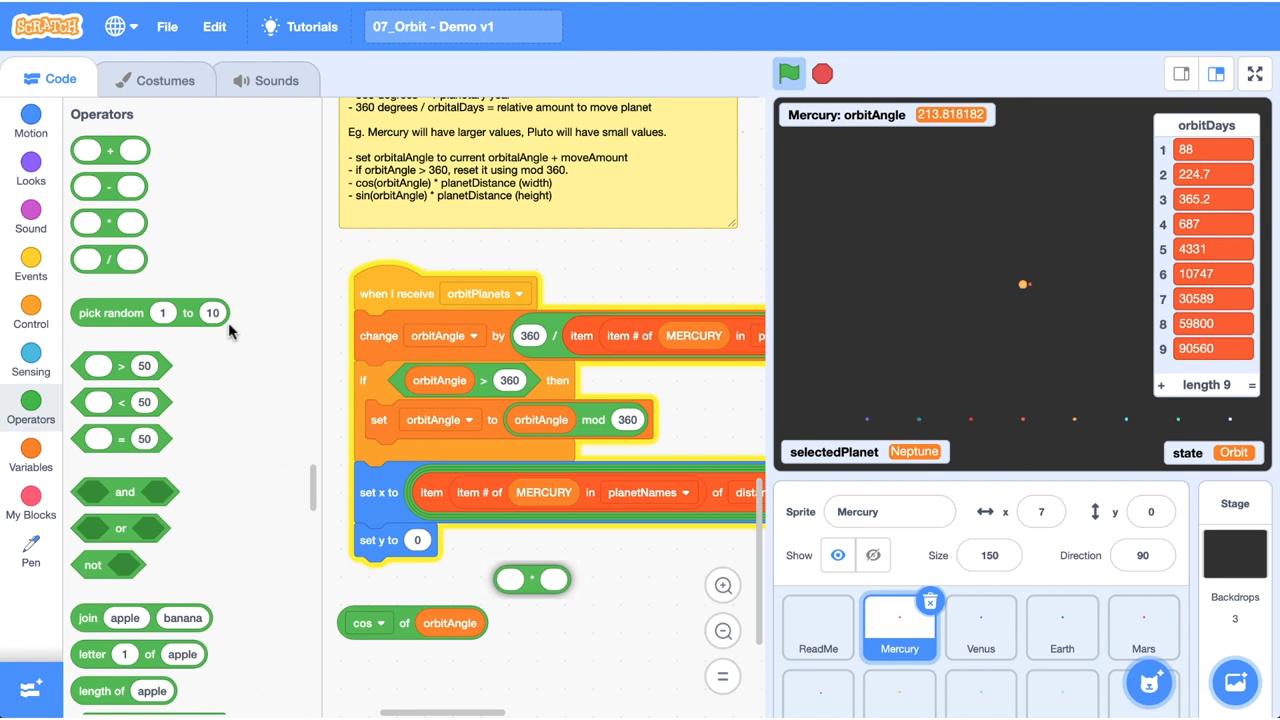 SCRATCH File Edit Tutorials 07_Orbit - Demo v1
Code Costumes Sounds
Motion
Looks
Sound
Events
Control
Sensing
Operators
Variables
My Blocks
Pen
Operators
+
-
*
/
pick random 1 to 10
> 50
< 50
= 50
and
or
not
join apple banana
letter 1 of apple
length of apple
- 360 degrees / orbitalDays = relative amount to move planet
Eg. Mercury will have larger values, Pluto will have small values.
- set orbitalAngle to current orbitalAngle + moveAmount
- if orbitAngle > 360, reset it using mod 360.
- cos(orbitAngle) * planetDistance (width)
- sin(orbitAngle) * planetDistance (height)
when I receive orbitPlanets
change orbitAngle by 360 / item item # of MERCURY in p
if orbitAngle > 360 then
set orbitAngle to orbitAngle mod 360
set x to item item # of MERCURY in planetNames of distan
set y to 0
*
cos of orbitAngle
Mercury: orbitAngle 213.818182
orbitDays
1 88
2 224.7
3 365.2
4 687
5 4331
6 10747
7 30589
8 59800
9 90560
+ length 9 =
selectedPlanet Neptune
state Orbit
Sprite Mercury x 7 y 0
Show Size 150 Direction 90
ReadMe Mercury Venus Earth Mars
Stage
Backdrops
3